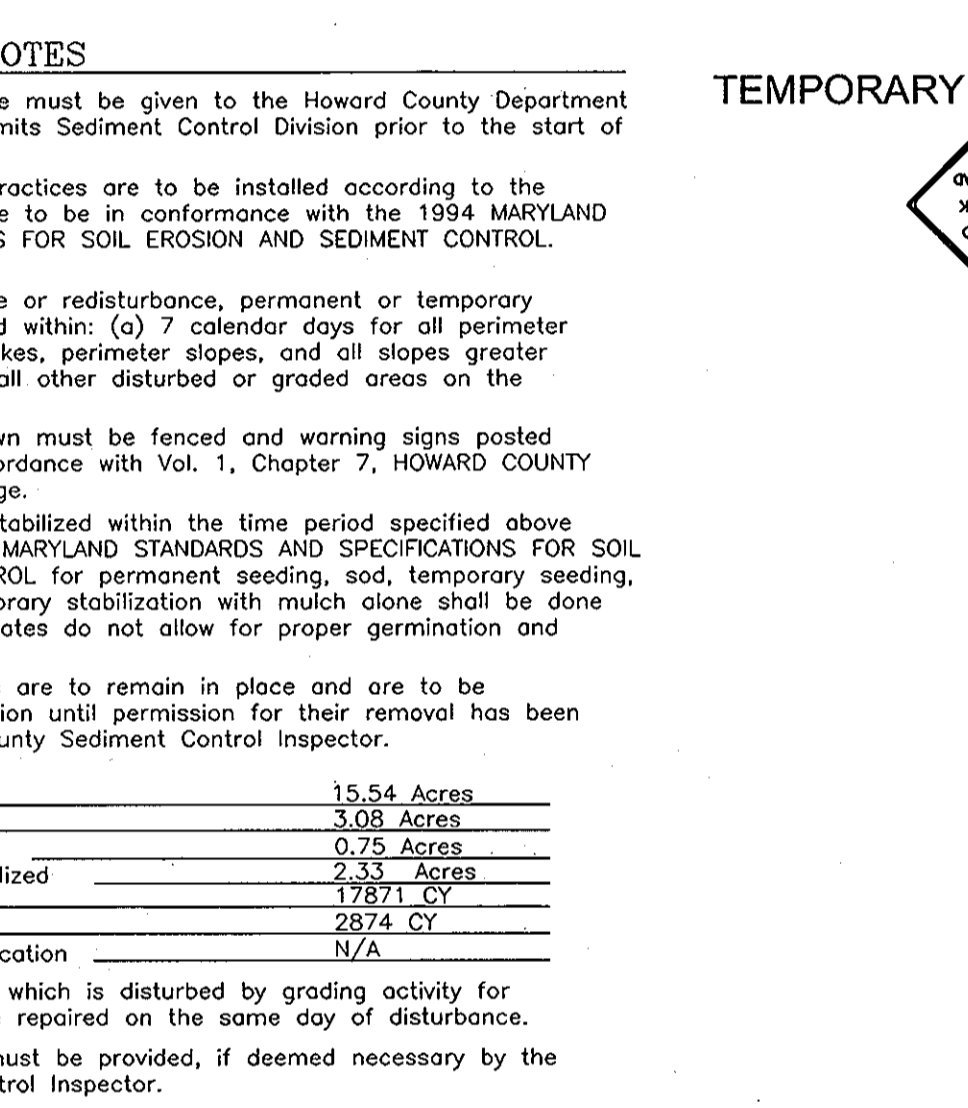 OTES
e must be given to the Howard County Department
mits Sediment Control Division prior to the start of
ractices are to be installed according to the
e to be in conformance with the 1994 MARYLAND
S FOR SOIL EROSION AND SEDIMENT CONTROL.
e or redisturbance, permanent or temporary
d within: (a) 7 calendar days for all perimeter
kes, perimeter slopes, and all slopes greater
all other disturbed or graded areas on the
wn must be fenced and warning signs posted
ordance with Vol. 1, Chapter 7, HOWARD COUNTY
ge.
tabilized within the time period specified above
MARYLAND STANDARDS AND SPECIFICATIONS FOR SOIL
ROL for permanent seeding, sod, temporary seeding,
orary stabilization with mulch alone shall be done
ates do not allow for proper germination and
are to remain in place and are to be
ion until permission for their removal has been
unty Sediment Control Inspector.
15.54 Acres
3.08 Acres
0.75 Acres
lized 2.33 Acres
17871 CY
2874 CY
cation N/A
which is disturbed by grading activity for
repaired on the same day of disturbance.
must be provided, if deemed necessary by the
trol Inspector.
TEMPORARY